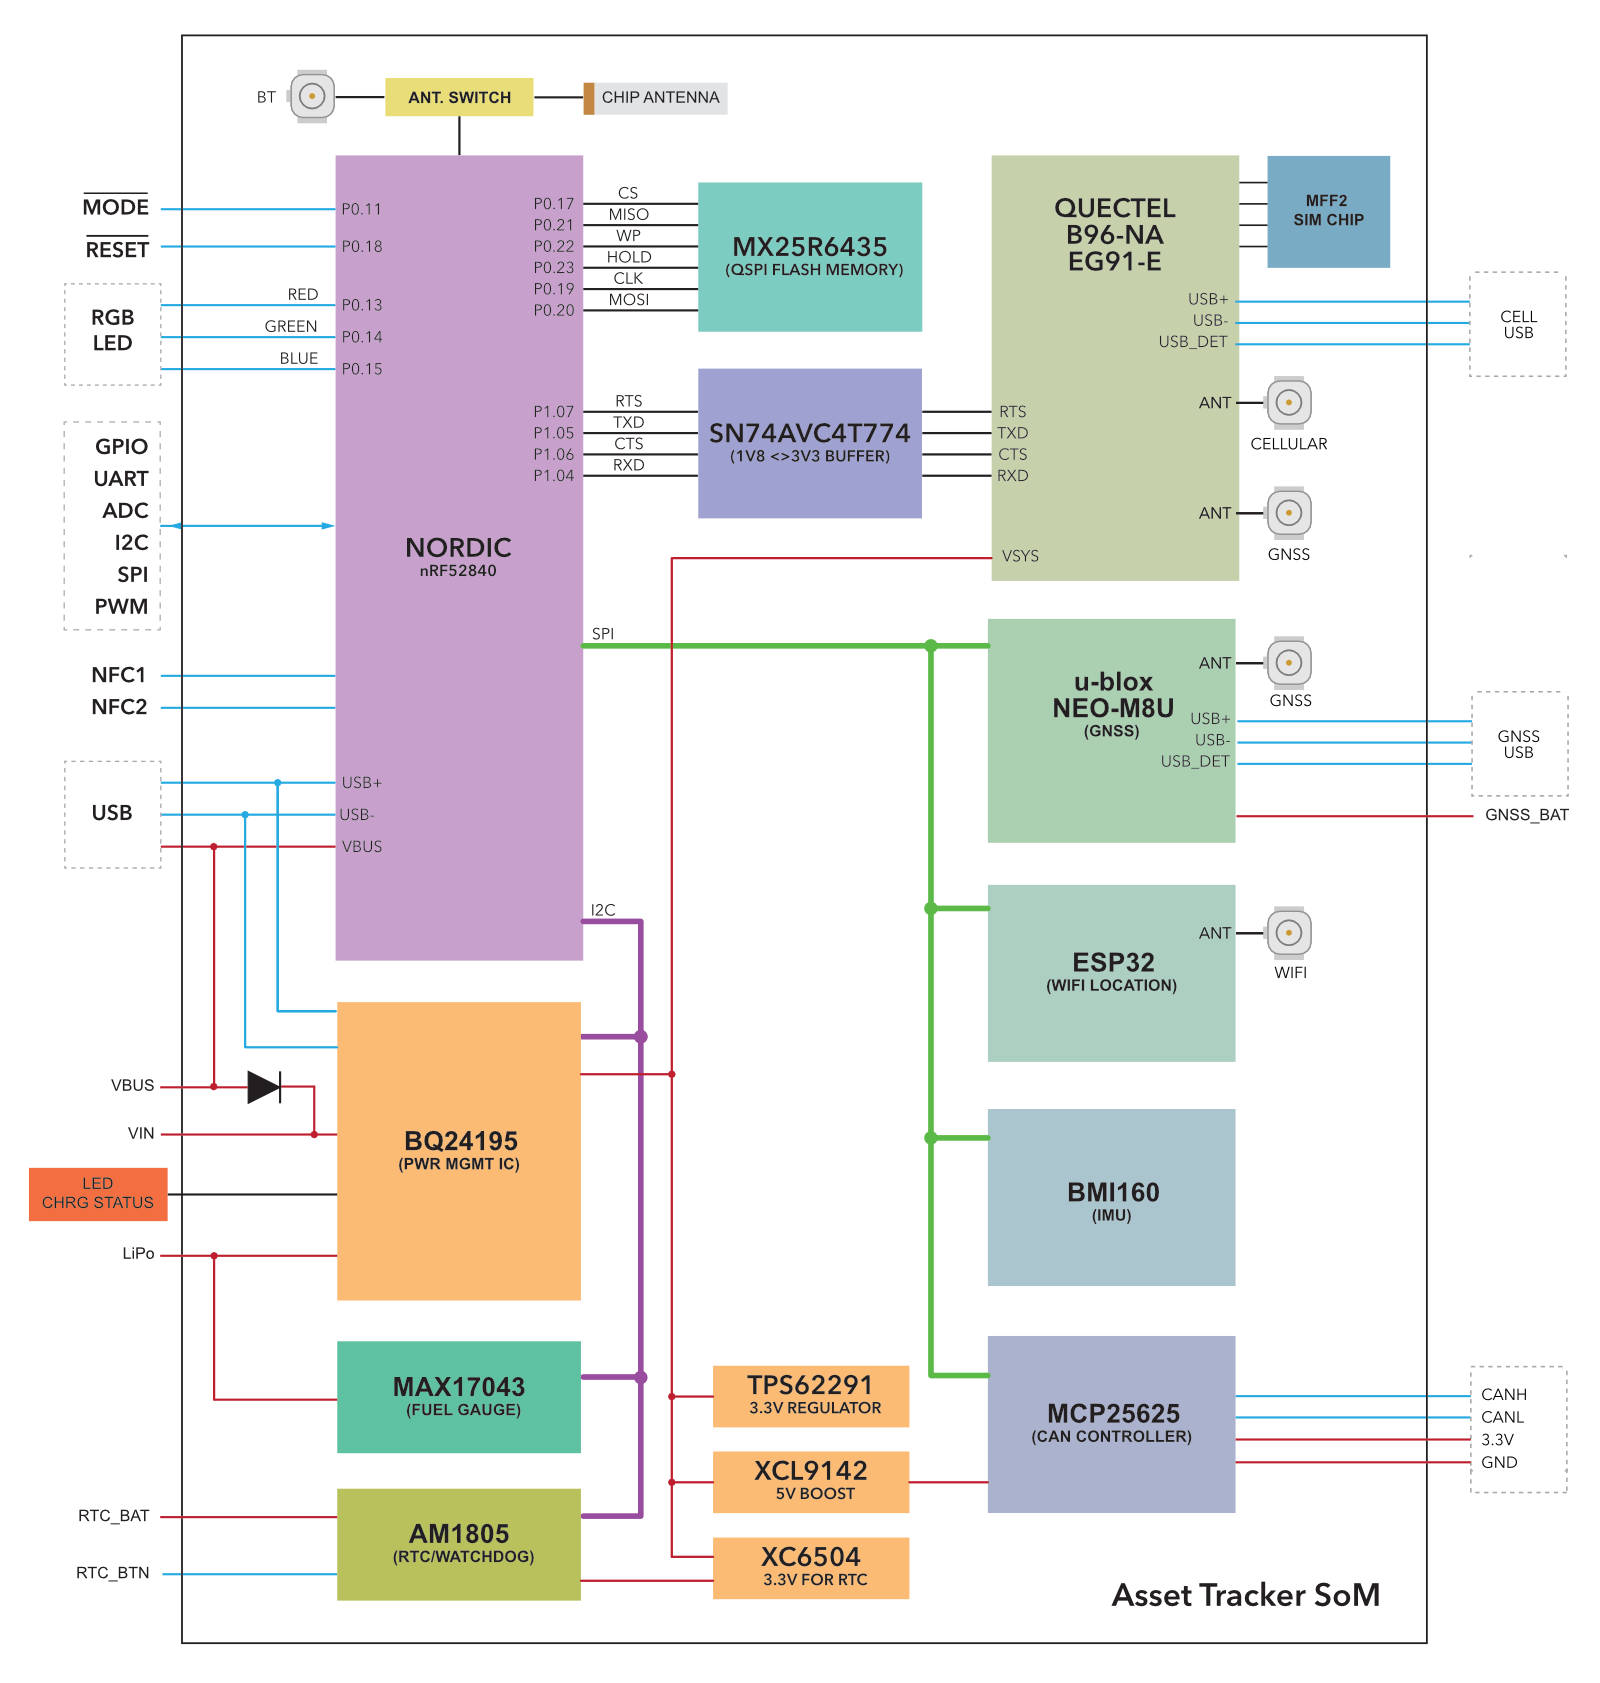 BT
ANT. SWITCH
CHIP ANTENNA
MODE
RESET
RED
RGB
LED
GREEN
BLUE
GPIO
UART
ADC
I2C
SPI
PWM
NFC1
NFC2
USB
P0.11
P0.18
P0.13
P0.14
P0.15
NORDIC
nRF52840
USB+
USB-
VBUS
P0.17
P0.21
P0.22
P0.23
P0.19
P0.20
P1.07
P1.05
P1.06
P1.04
CS
MISO
WP
HOLD
CLK
MOSI
MX25R6435
(QSPI FLASH MEMORY)
RTS
TXD
CTS
RXD
SN74AVC4T774
(1V8 <>3V3 BUFFER)
QUECTEL
B96-NA
EG91-E
RTS
TXD
CTS
RXD
VSYS
USB+
USB-
USB_DET
ANT
ANT
MFF2
SIM CHIP
CELL
USB
CELLULAR
GNSS
SPI
u-blox
NEO-M8U
(GNSS)
ANT
USB+
USB-
USB_DET
GNSS
GNSS
USB
GNSS_BAT
I2C
ESP32
(WIFI LOCATION)
ANT
WIFI
VBUS
VIN
LED
CHRG STATUS
LiPo
BQ24195
(PWR MGMT IC)
BMI160
(IMU)
MAX17043
(FUEL GAUGE)
TPS62291
3.3V REGULATOR
MCP25625
(CAN CONTROLLER)
CANH
CANL
3.3V
GND
XCL9142
5V BOOST
RTC_BAT
RTC_BTN
AM1805
(RTC/WATCHDOG)
XC6504
3.3V FOR RTC
Asset Tracker SoM